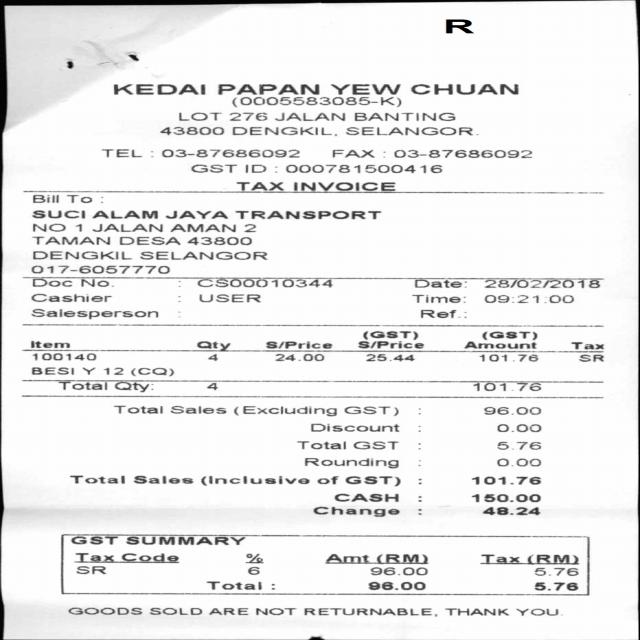 R
KEDAI PAPAN YEW CHUAN
(0005583085-K)
LOT 276 JALAN BANTING
43800 DENGKIL, SELANGOR.
TEL : 03-87686092 FAX : 03-87686092
GST ID : 000781500416
TAX INVOICE
Bill To :
SUCI ALAM JAYA TRANSPORT
NO 1 JALAN AMAN 2
TAMAN DESA 43800
DENGKIL SELANGOR
017-6057770
Doc No. : CS00010344 Date: 28/02/2018
Cashier : USER Time: 09:21:00
Salesperson : Ref.:
(GST) (GST)
Item Qty S/Price S/Price Amount Tax
100140 4 24.00 25.44 101.76 SR
BESI Y 12 (CQ)
Total Qty: 4 101.76
Total Sales (Excluding GST) : 96.00
Discount : 0.00
Total GST : 5.76
Rounding : 0.00
Total Sales (Inclusive of GST) : 101.76
CASH : 150.00
Change : 48.24
GST SUMMARY
Tax Code % Amt (RM) Tax (RM)
SR 6 96.00 5.76
Total : 96.00 5.76
GOODS SOLD ARE NOT RETURNABLE, THANK YOU.